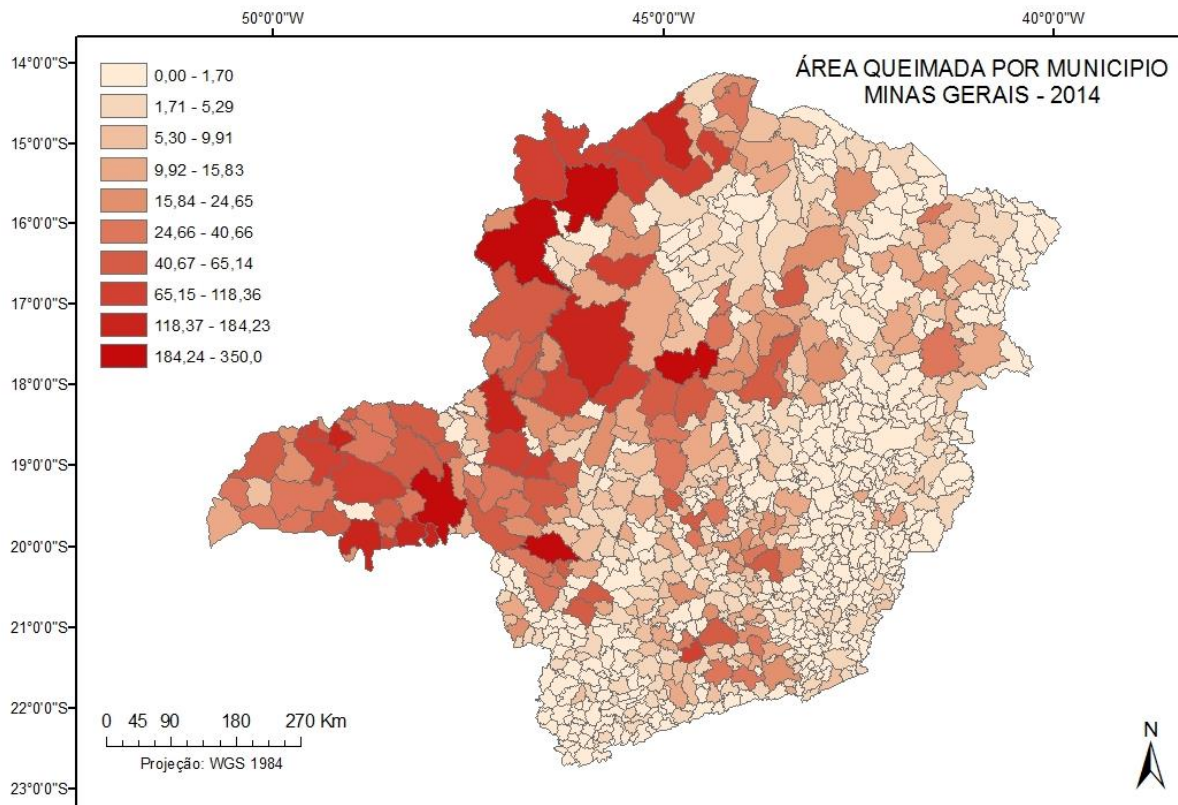 50°0'0"W
45°0'0"W
40°0'0"W
ÁREA QUEIMADA POR MUNICIPIO
MINAS GERAIS - 2014
14°0'0"S
15°0'0"S
16°0'0"S
17°0'0"S
18°0'0"S
19°0'0"S
20°0'0"S
21°0'0"S
22°0'0"S
23°0'0"S
0,00 - 1,70
1,71 - 5,29
5,30 - 9,91
9,92 - 15,83
15,84 - 24,65
24,66 - 40,66
40,67 - 65,14
65,15 - 118,36
118,37 - 184,23
184,24 - 350,0
0 45 90 180 270 Km
Projeção: WGS 1984
N